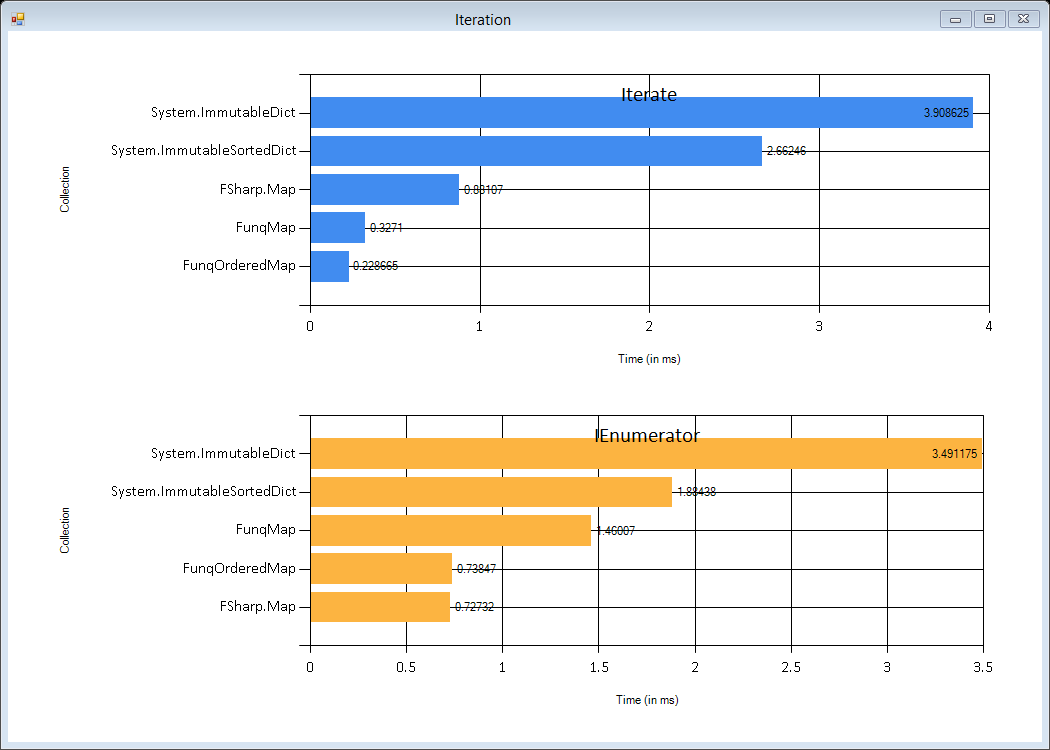 Iteration
Iterate
System.ImmutableDict
3.908625
System.ImmutableSortedDict
2.66246
FSharp.Map
0.88107
FunqMap
0.3271
FunqOrderedMap
0.228665
Collection
0 1 2 3 4
Time (in ms)
IEnumerator
System.ImmutableDict
3.491175
System.ImmutableSortedDict
1.88438
FunqMap
1.46007
FunqOrderedMap
0.73847
FSharp.Map
0.72732
Collection
0 0.5 1 1.5 2 2.5 3 3.5
Time (in ms)